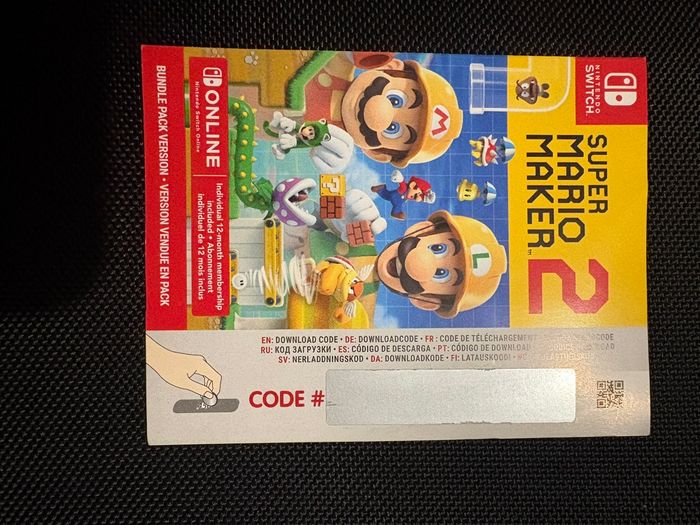 NINTENDO
SWITCH
SUPER
MARIO
MAKER
2
TM
M
L
?
ONLINE
Nintendo Switch Online
Individual 12-month membership
included • Abonnement
individuel de 12 mois inclus
BUNDLE PACK VERSION • VERSION VENDUE EN PACK
EN: DOWNLOAD CODE • DE: DOWNLOADCODE • FR: CODE DE TÉLÉCHARGEMENT
RU: КОД ЗАГРУЗКИ • ES: CÓDIGO DE DESCARGA • PT: CÓDIGO DE DOWNLOAD
SV: NERLADDNINGSKOD • DA: DOWNLOADKODE • FI: LATAUSKOODI
CODE #